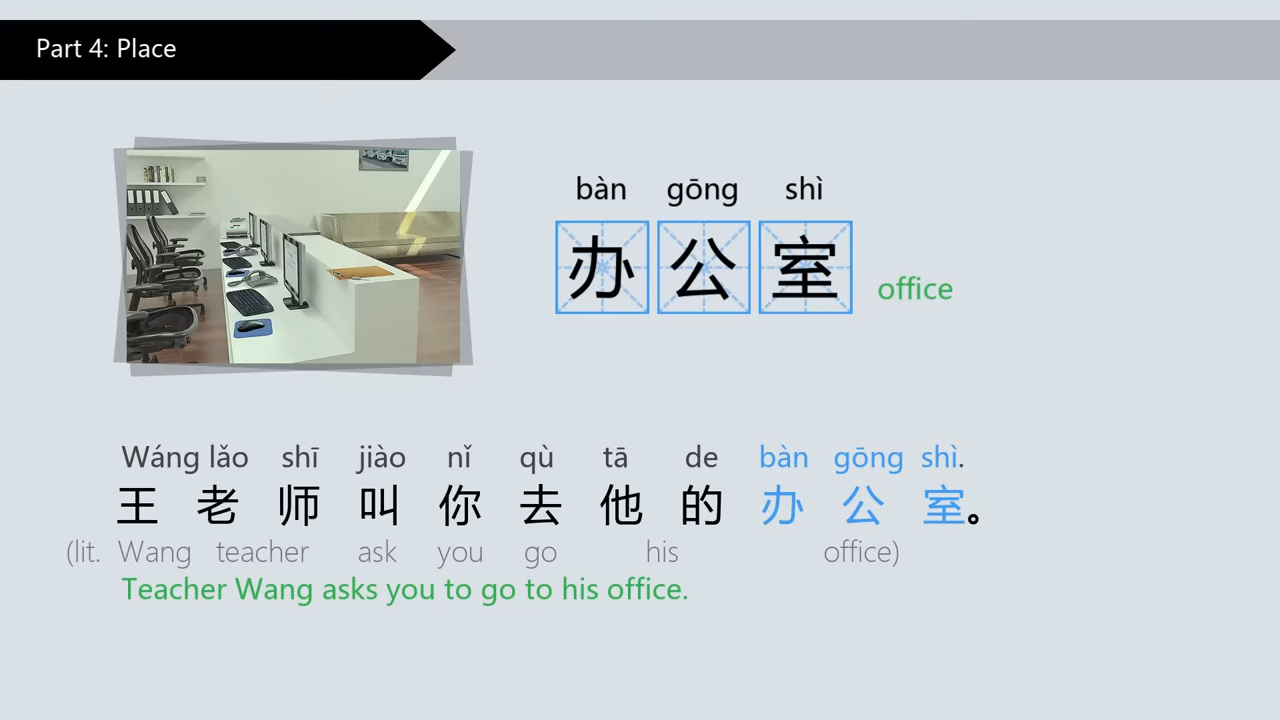 Part 4: Place
bàn gōng shì
办公室 office
Wáng lǎo shī jiào nǐ qù tā de bàn gōng shì.
王老师叫你去他的办公室。
(lit. Wang teacher ask you go his office)
Teacher Wang asks you to go to his office.